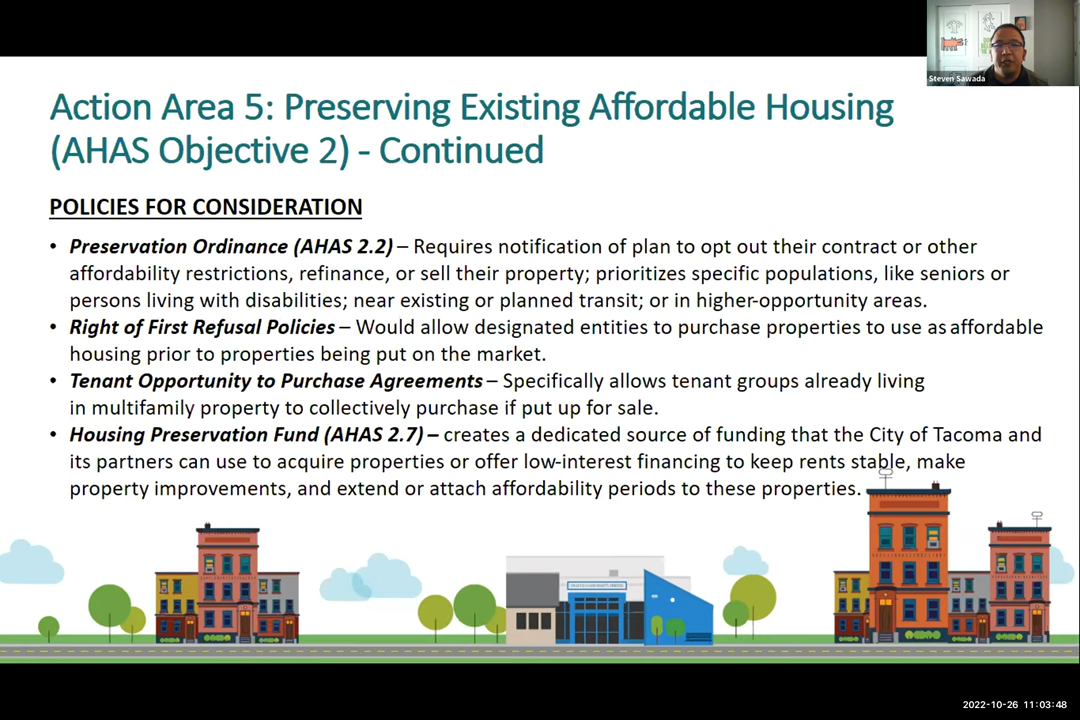 Steven Sawada
Action Area 5: Preserving Existing Affordable Housing
(AHAS Objective 2) - Continued
POLICIES FOR CONSIDERATION
• Preservation Ordinance (AHAS 2.2) – Requires notification of plan to opt out their contract or other
affordability restrictions, refinance, or sell their property; prioritizes specific populations, like seniors or
persons living with disabilities; near existing or planned transit; or in higher-opportunity areas.
• Right of First Refusal Policies – Would allow designated entities to purchase properties to use as affordable
housing prior to properties being put on the market.
• Tenant Opportunity to Purchase Agreements – Specifically allows tenant groups already living
in multifamily property to collectively purchase if put up for sale.
• Housing Preservation Fund (AHAS 2.7) – creates a dedicated source of funding that the City of Tacoma and
its partners can use to acquire properties or offer low-interest financing to keep rents stable, make
property improvements, and extend or attach affordability periods to these properties.
2022-10-26 11:03:48